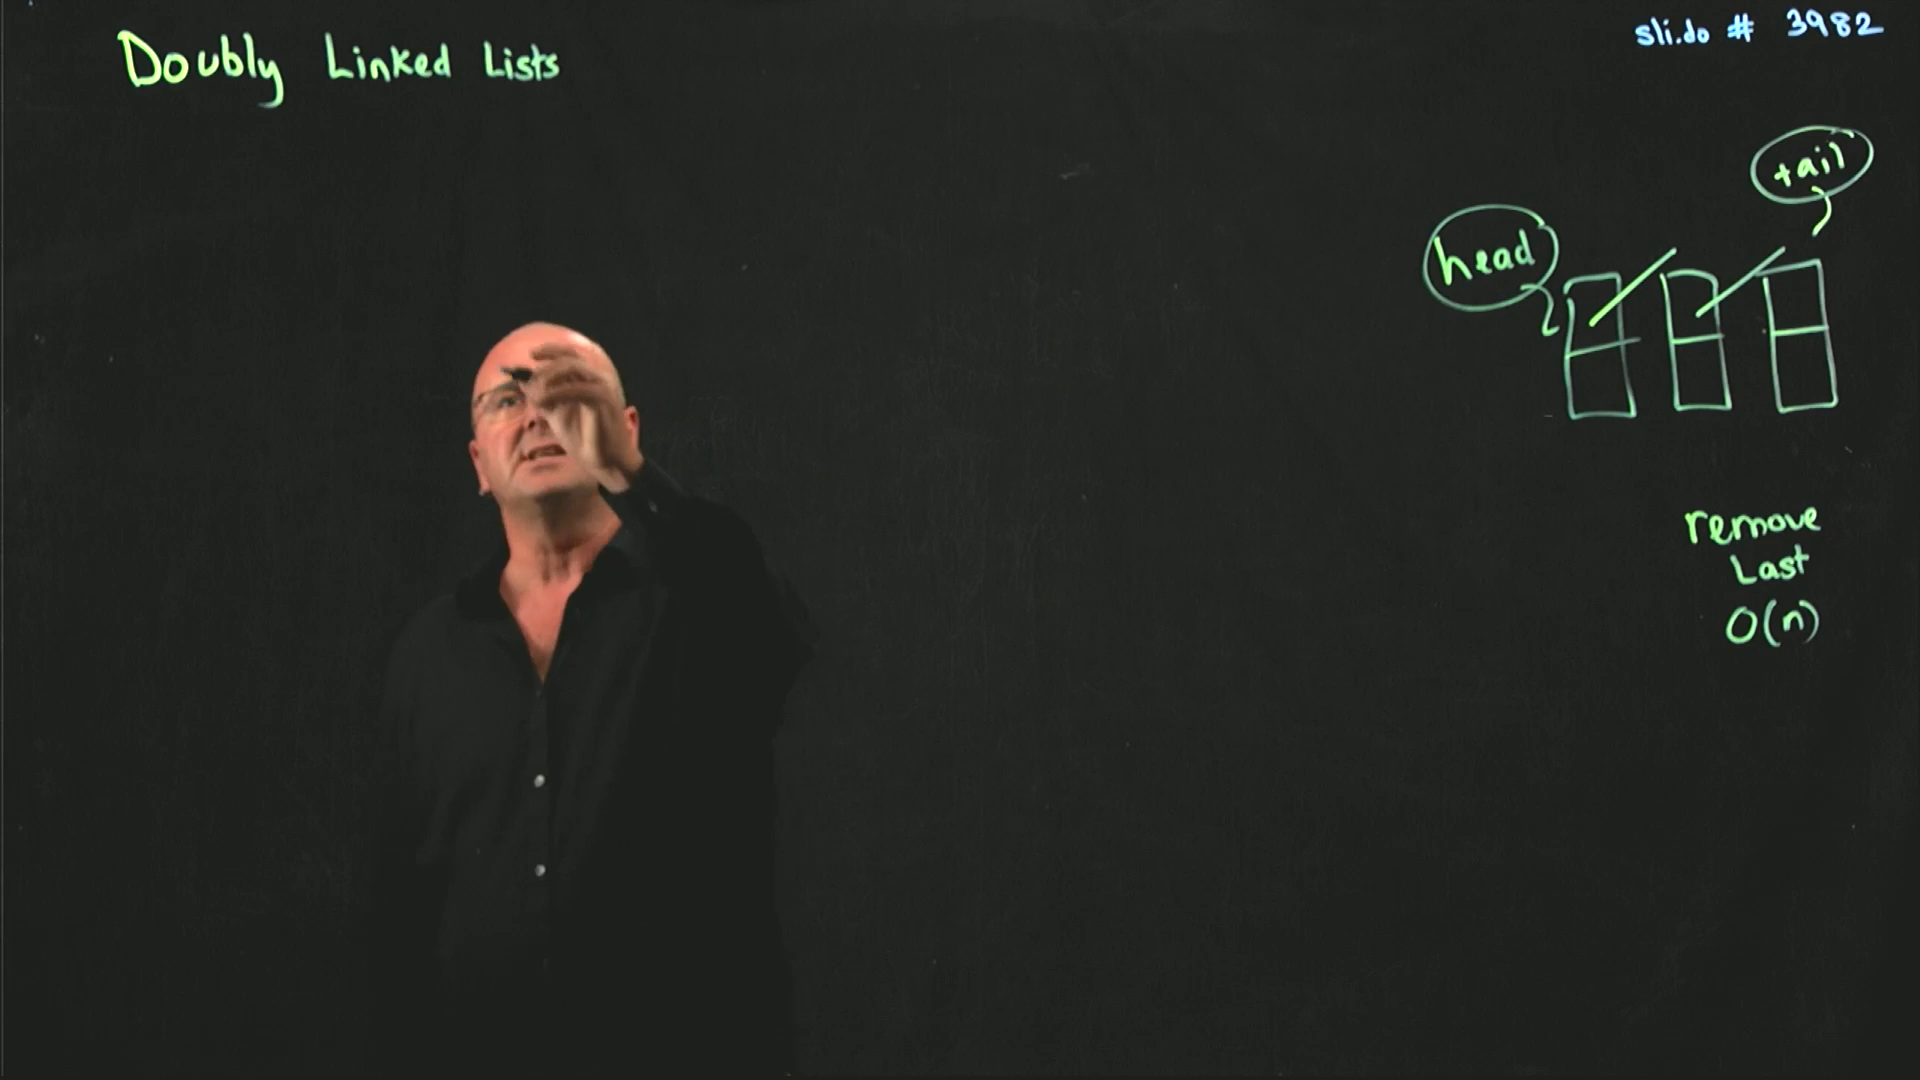 Doubly Linked Lists
sli.do # 3982
tail
head
remove
Last
O(n)